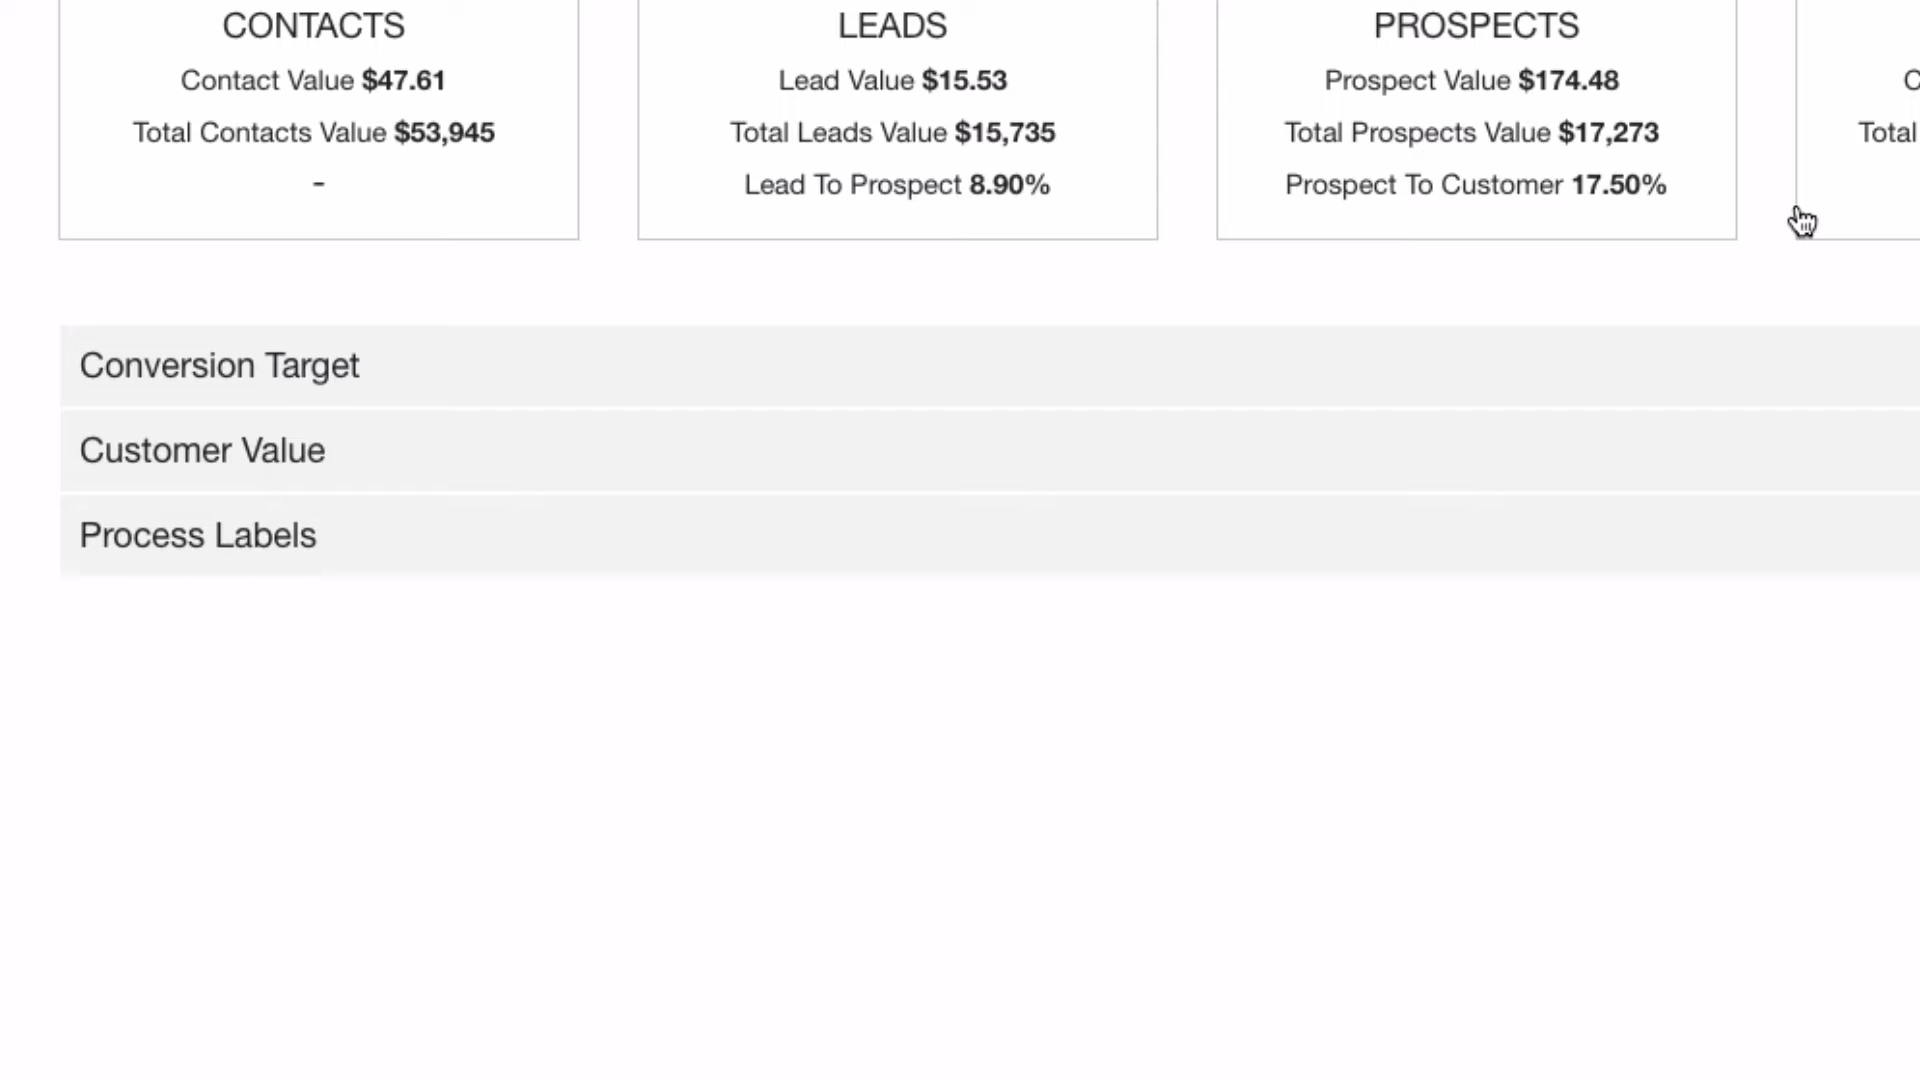 CONTACTS
Contact Value $47.61
Total Contacts Value $53,945
-
LEADS
Lead Value $15.53
Total Leads Value $15,735
Lead To Prospect 8.90%
PROSPECTS
Prospect Value $174.48
Total Prospects Value $17,273
Prospect To Customer 17.50%
C
Total
Conversion Target
Customer Value
Process Labels